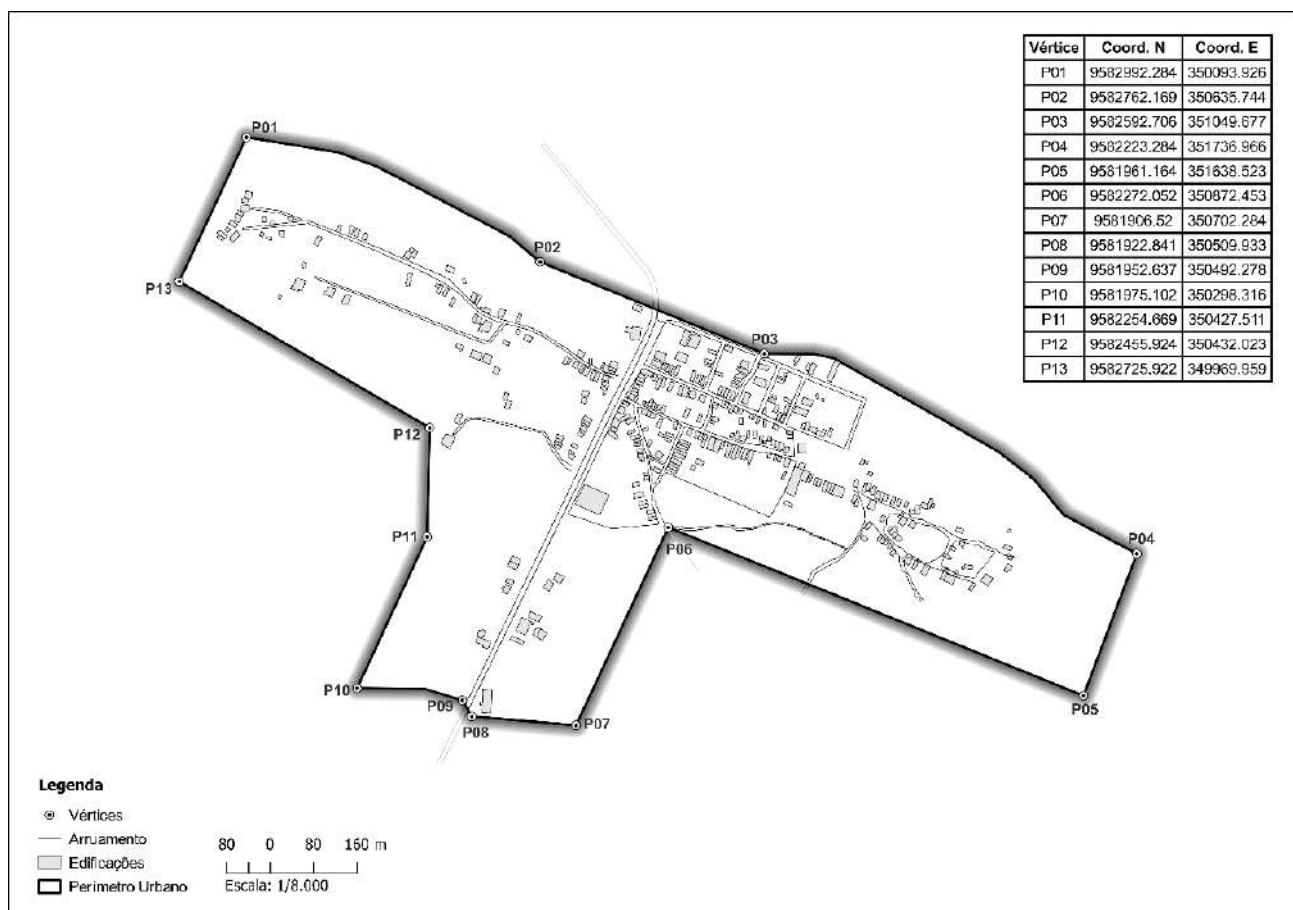 Vértice Coord. N Coord. E
P01 9582992.284 350093.926
P02 9582762.169 350635.744
P03 9582592.706 351049.677
P04 9582223.284 351736.966
P05 9581961.164 351638.523
P06 9582272.052 350872.453
P07 9581906.52 350702.284
P08 9581922.841 350509.933
P09 9581952.637 350492.278
P10 9581975.102 350298.316
P11 9582254.669 350427.511
P12 9582455.924 350432.023
P13 9582725.922 349969.959
P01
P02
P13
P03
P12
P11
P06
P04
P10
P09
P05
P08
P07
Legenda
Vértices
Arruamento
Edificações
Perímetro Urbano
80 0 80 160 m
Escala: 1/8.000